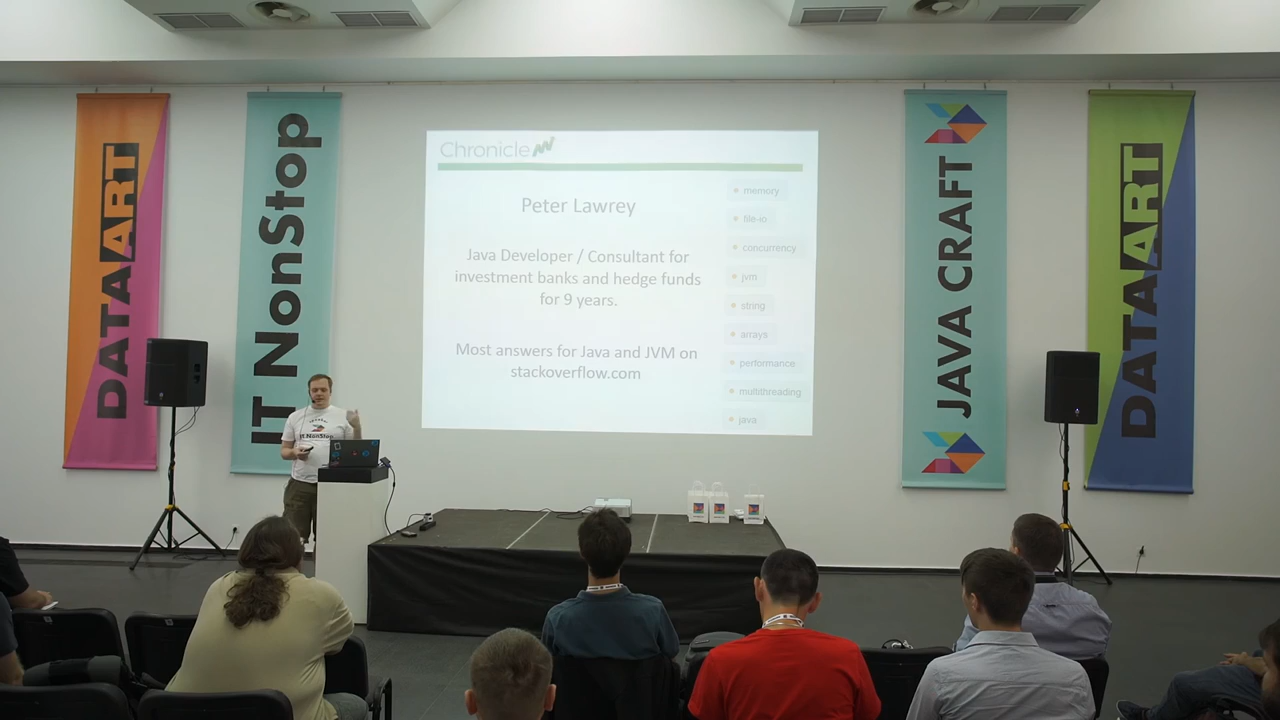 DATAART
IT NonStop
Chronicle
Peter Lawrey
Java Developer / Consultant for
investment banks and hedge funds
for 9 years.
Most answers for Java and JVM on
stackoverflow.com
memory
file-io
concurrency
jvm
string
arrays
performance
multithreading
java
JAVA CRAFT
DATAART
IT NonStop